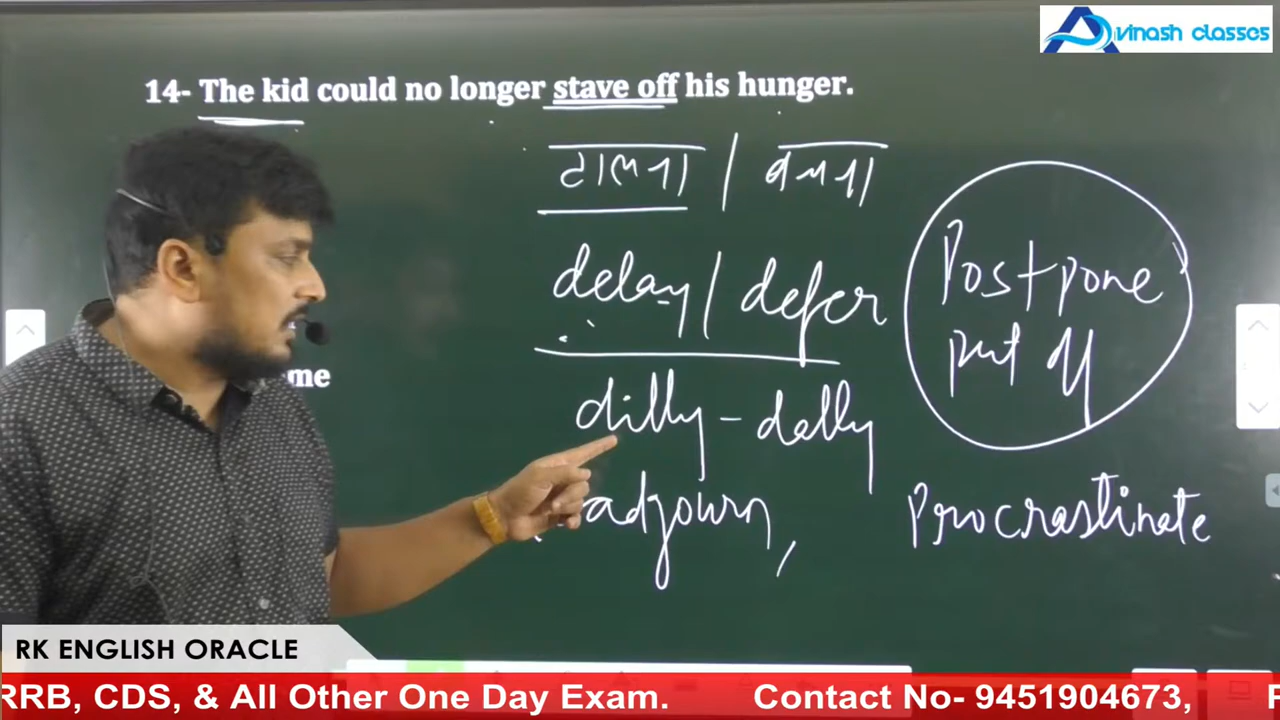 Avinash classes
14- The kid could no longer stave off his hunger.
टालना / बचना
delay / defer
Postpone
put off
me
dilly - dally
adjourn,
Procrastinate
RK ENGLISH ORACLE
RRB, CDS, & All Other One Day Exam. Contact No- 9451904673,